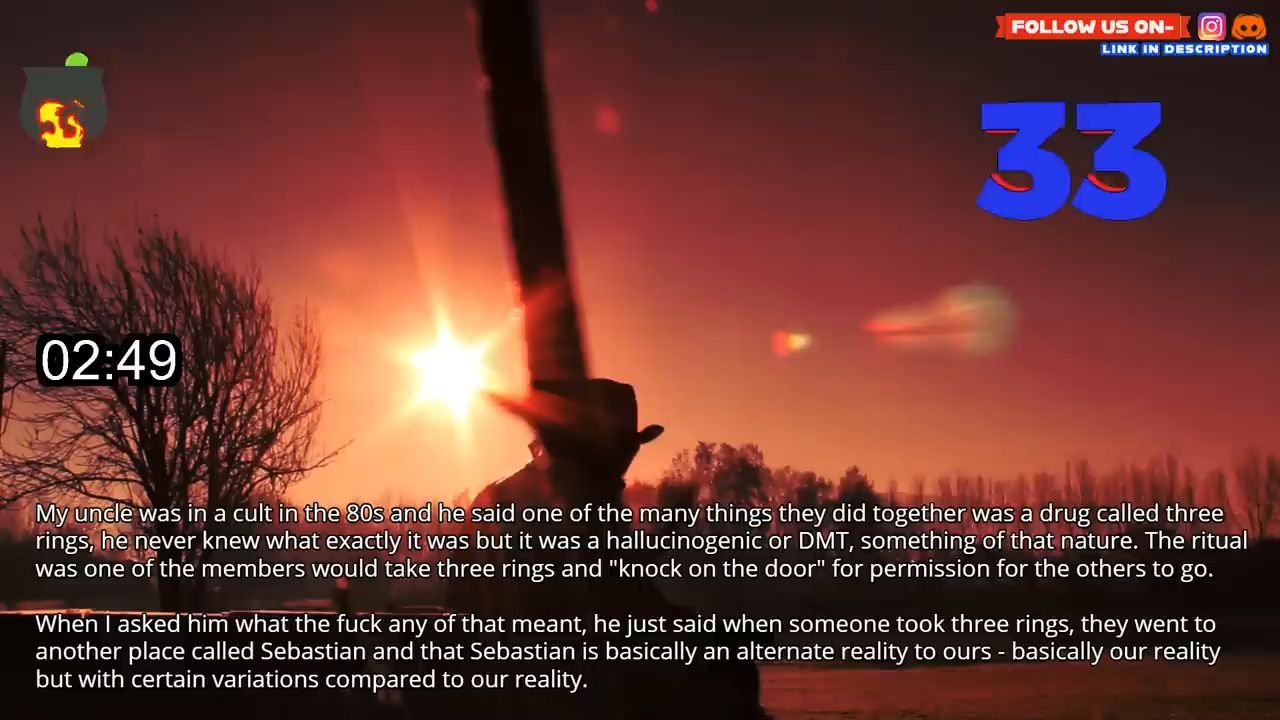 FOLLOW US ON-
LINK IN DESCRIPTION
33
02:49
My uncle was in a cult in the 80s and he said one of the many things they did together was a drug called three
rings, he never knew what exactly it was but it was a hallucinogenic or DMT, something of that nature. The ritual
was one of the members would take three rings and "knock on the door" for permission for the others to go.
When I asked him what the fuck any of that meant, he just said when someone took three rings, they went to
another place called Sebastian and that Sebastian is basically an alternate reality to ours - basically our reality
but with certain variations compared to our reality.